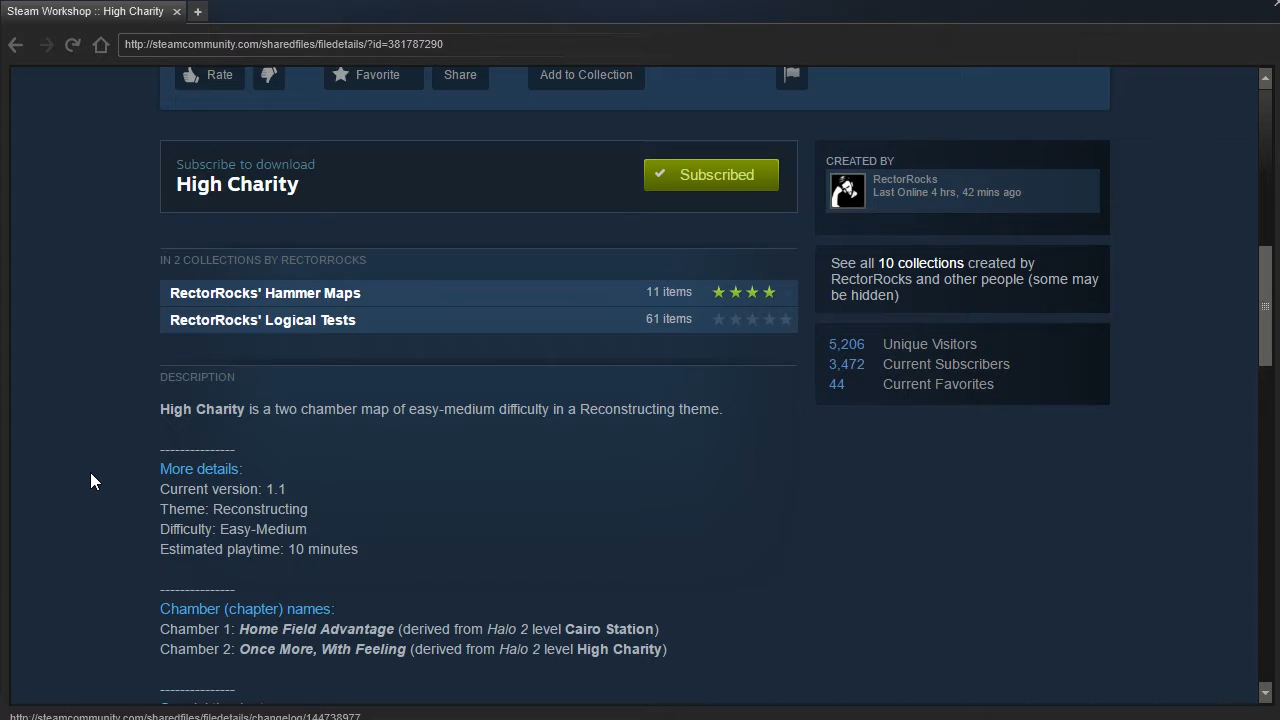 Steam Workshop :: High Charity
http://steamcommunity.com/sharedfiles/filedetails/?id=381787290
Rate Favorite Share Add to Collection
Subscribe to download
High Charity
Subscribed
CREATED BY
RectorRocks
Last Online 4 hrs, 42 mins ago
IN 2 COLLECTIONS BY RECTORROCKS
RectorRocks' Hammer Maps 11 items
RectorRocks' Logical Tests 61 items
See all 10 collections created by
RectorRocks and other people (some may
be hidden)
5,206 Unique Visitors
3,472 Current Subscribers
44 Current Favorites
DESCRIPTION
High Charity is a two chamber map of easy-medium difficulty in a Reconstructing theme.
---------------
More details:
Current version: 1.1
Theme: Reconstructing
Difficulty: Easy-Medium
Estimated playtime: 10 minutes
---------------
Chamber (chapter) names:
Chamber 1: Home Field Advantage (derived from Halo 2 level Cairo Station)
Chamber 2: Once More, With Feeling (derived from Halo 2 level High Charity)
---------------
http://steamcommunity.com/sharedfiles/filedetails/changelog/144738977